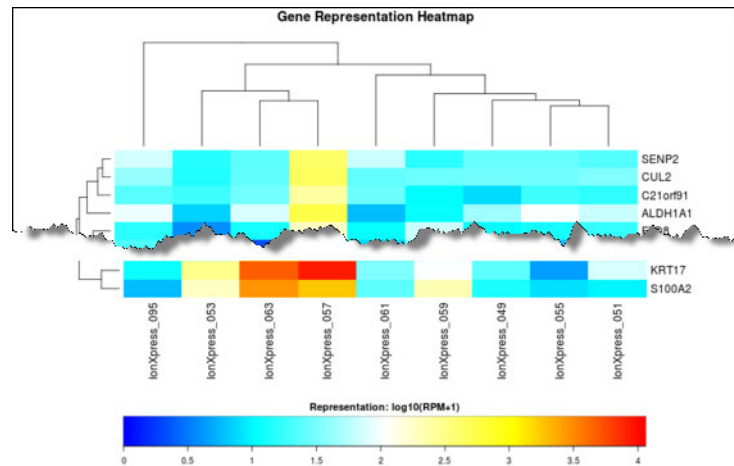 Gene Representation Heatmap
SENP2
CUL2
C21orf91
ALDH1A1
KRT17
S100A2
IonXpress_095
IonXpress_053
IonXpress_063
IonXpress_057
IonXpress_061
IonXpress_059
IonXpress_049
IonXpress_055
IonXpress_051
Representation: log10(RPM+1)
0 0.5 1 1.5 2 2.5 3 3.5 4